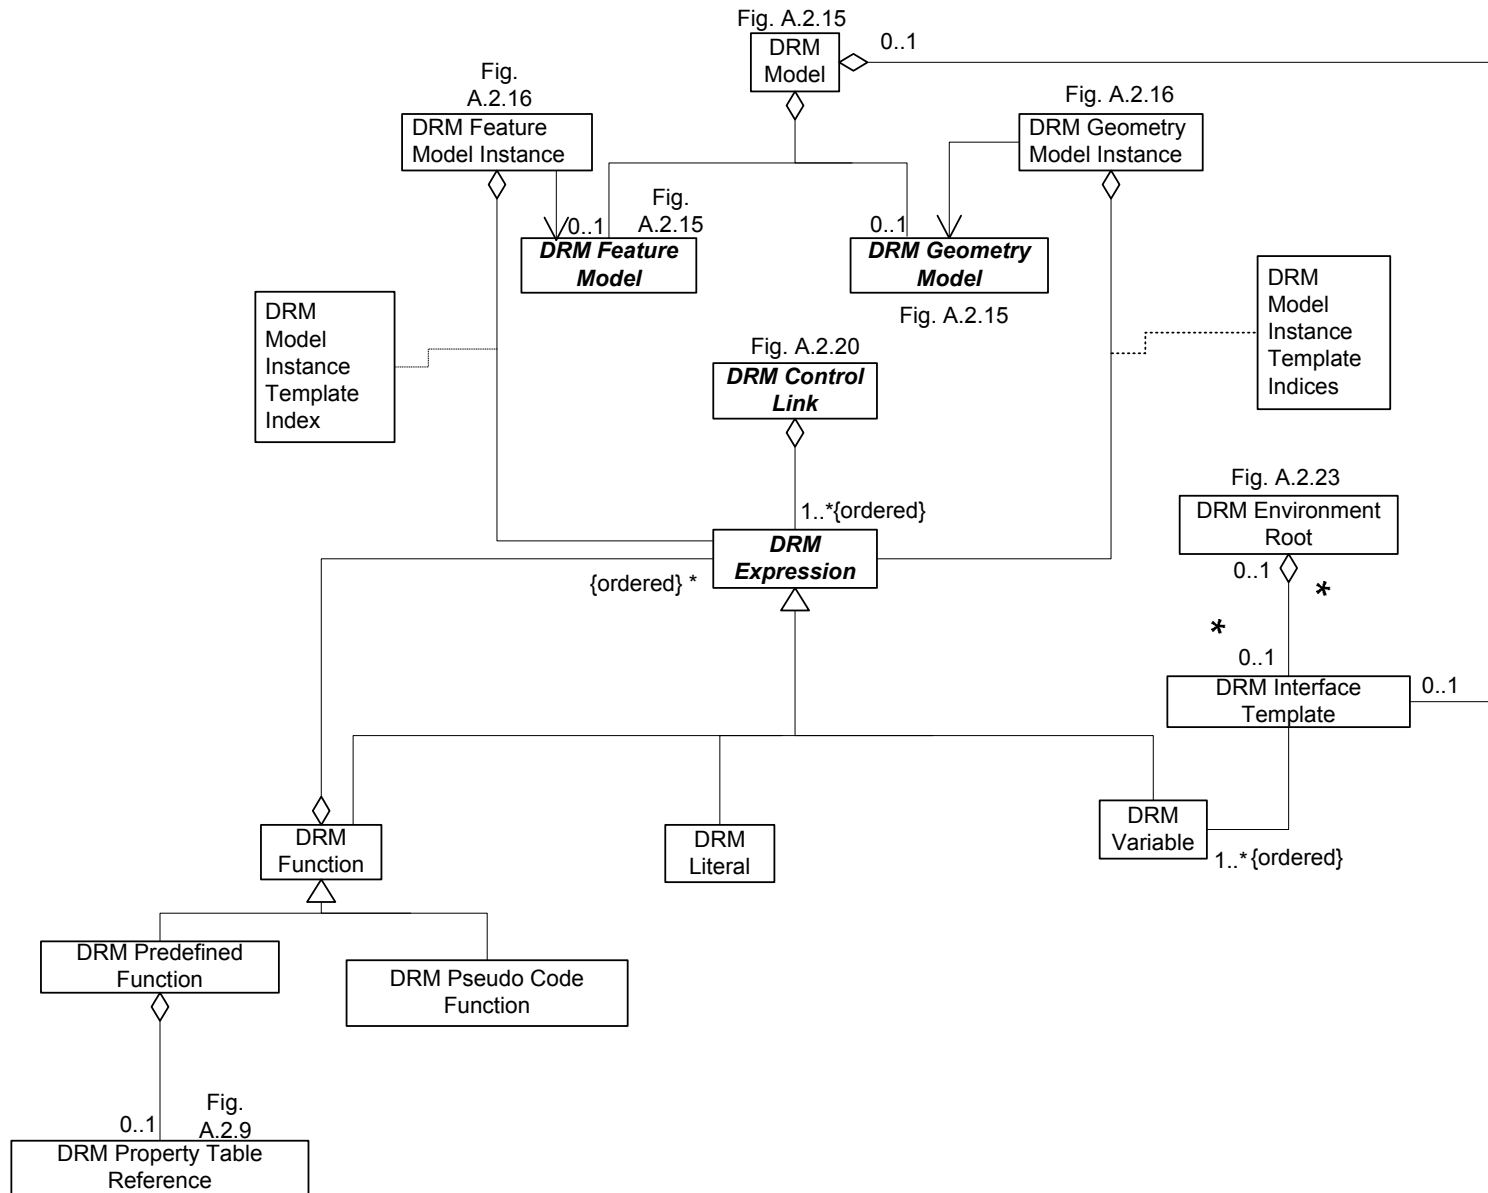 Fig. A.2.15
DRM
Model
0..1
Fig.
A.2.16
DRM Feature
Model Instance
Fig. A.2.16
DRM Geometry
Model Instance
0..1
Fig.
A.2.15
DRM Feature
Model
0..1
DRM Geometry
Model
Fig. A.2.15
DRM
Model
Instance
Template
Index
DRM
Model
Instance
Template
Indices
Fig. A.2.20
DRM Control
Link
1..*{ordered}
DRM
Expression
{ordered} *
Fig. A.2.23
DRM Environment
Root
0..1
*
*
0..1
DRM Interface
Template
0..1
DRM
Function
DRM
Literal
DRM
Variable
1..*{ordered}
DRM Predefined
Function
DRM Pseudo Code
Function
0..1
Fig.
A.2.9
DRM Property Table
Reference